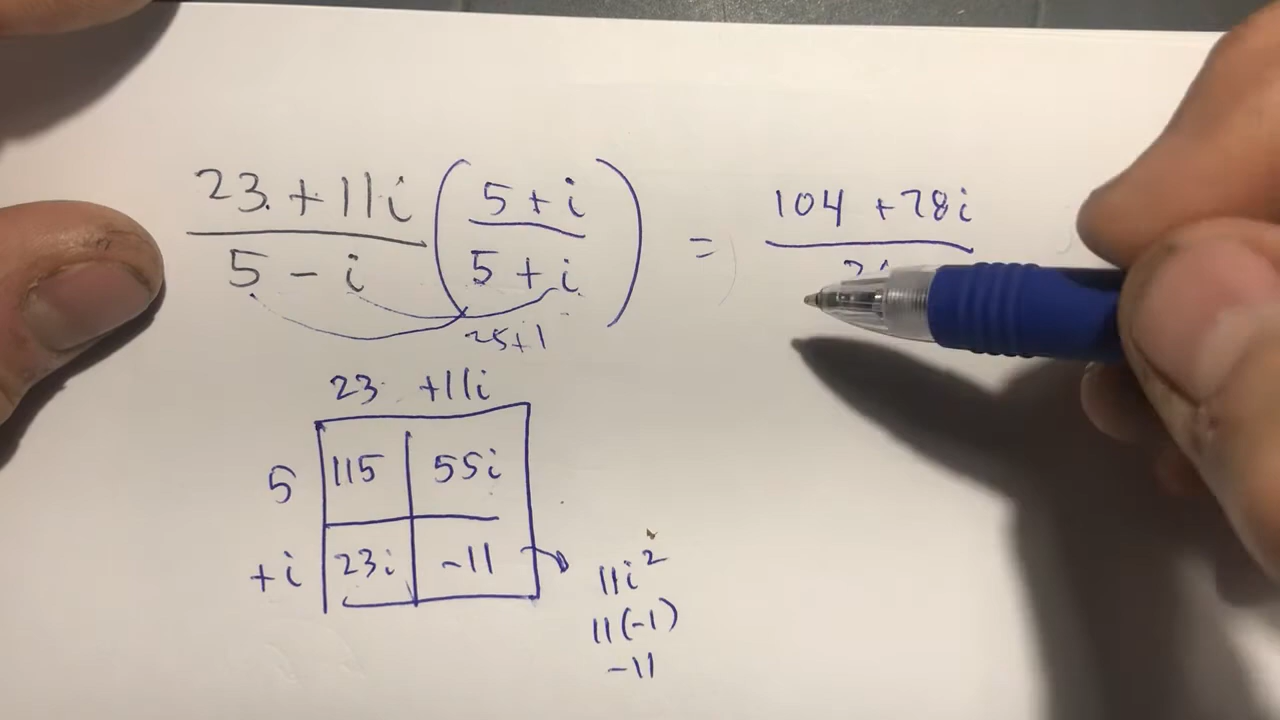 23 + 11i ( 5 + i ) = 104 + 78i
5 - i 5 + i
25+1
23 +11i
5 115 55i
+i 23i -11
11i²
11(-1)
-11